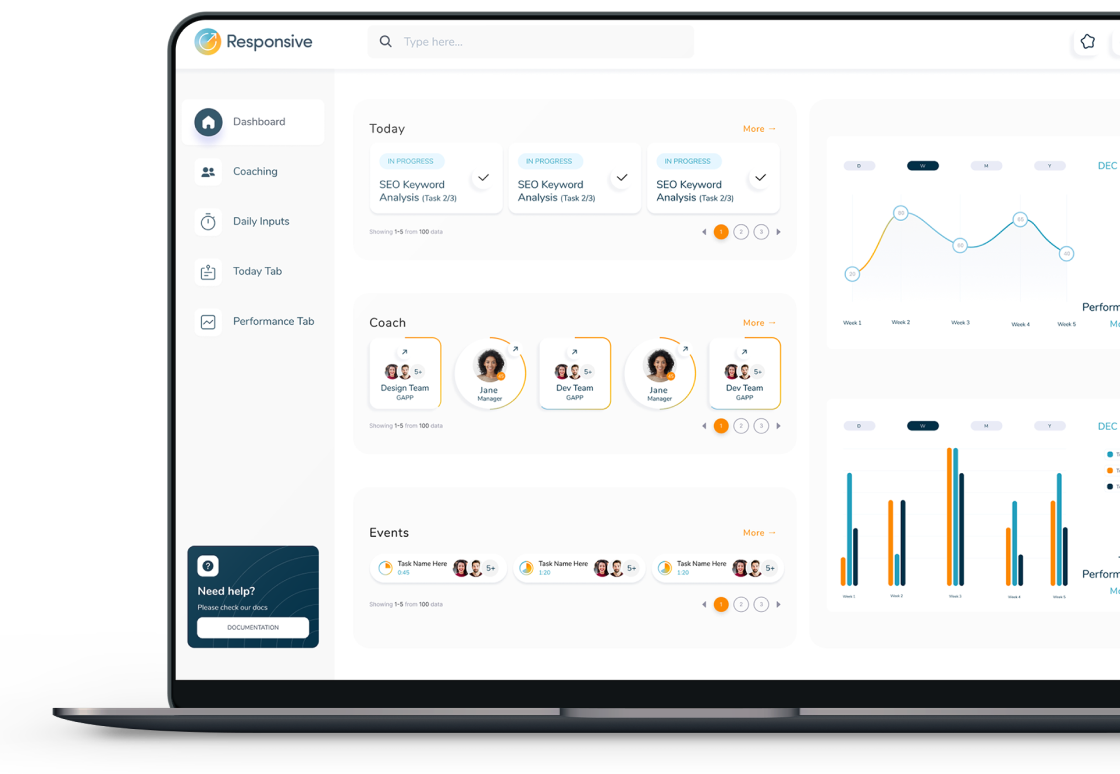 Responsive
Type here...
Dashboard
Coaching
Daily Inputs
Today Tab
Performance Tab
?
Need help?
Please check our docs
DOCUMENTATION
Today
More →
IN PROGRESS
SEO Keyword
Analysis (Task 2/3)
IN PROGRESS
SEO Keyword
Analysis (Task 2/3)
IN PROGRESS
SEO Keyword
Analysis (Task 2/3)
Showing 1-5 from 100 data
1 2 3
Coach
More →
5+
Design Team
GAPP
Jane
Manager
5+
Dev Team
GAPP
Jane
Manager
5+
Dev Team
GAPP
Showing 1-5 from 100 data
1 2 3
Events
More →
Task Name Here
0:45
5+
Task Name Here
1:20
5+
Task Name Here
1:20
5+
Showing 1-5 from 100 data
1 2 3
D W M Y
DEC
Week 1 Week 2 Week 3 Week 4 Week 5
Perform
Mo
D W M Y
DEC
Week 1 Week 2 Week 3 Week 4 Week 5
Perform
Mo